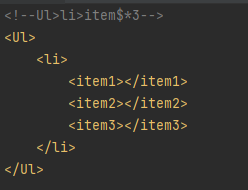 <!--Ul>li>item$*3-->
<Ul>
    <li>
        <item1></item1>
        <item2></item2>
        <item3></item3>
    </li>
</Ul>